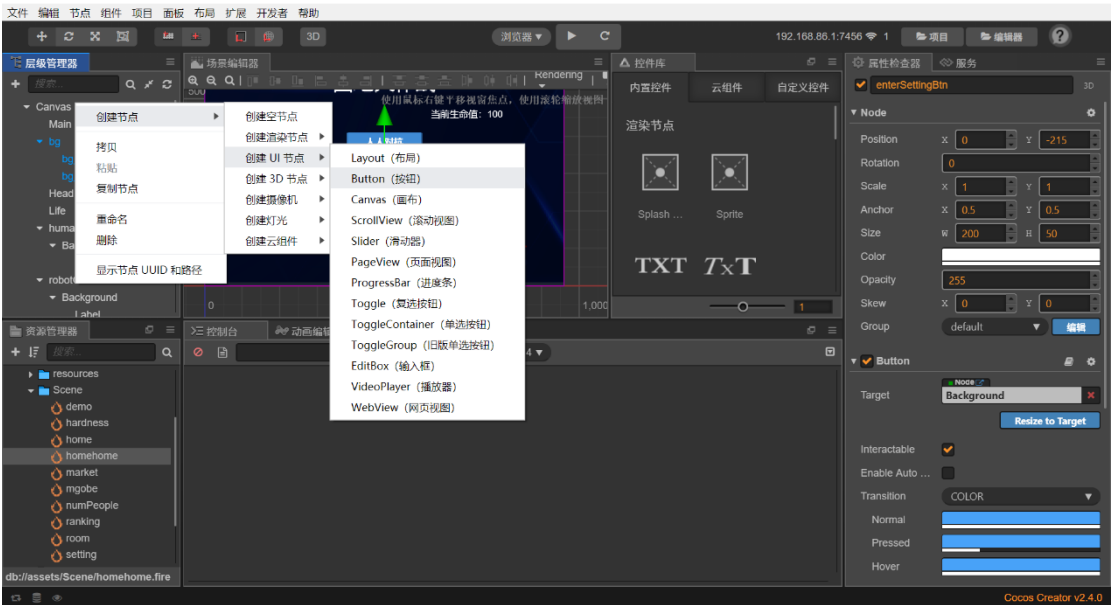 文件 编辑 节点 组件 项目 面板 布局 扩展 开发者 帮助
3D 浏览器 192.168.86.1:7456 1 项目 编辑器
层级管理器
搜索...
Canvas
Main
bg
bg
bg
Head
Life
Ba
Background
Label
创建节点
拷贝
粘贴
复制节点
重命名
删除
显示节点 UUID 和路径
创建空节点
创建渲染节点
创建 UI 节点
创建 3D 节点
创建摄像机
创建灯光
创建云组件
Layout（布局）
Button（按钮）
Canvas（画布）
ScrollView（滚动视图）
Slider（滑动器）
PageView（页面视图）
ProgressBar（进度条）
Toggle（复选按钮）
ToggleContainer（单选按钮）
ToggleGroup（旧版单选按钮）
EditBox（输入框）
VideoPlayer（播放器）
WebView（网页视图）
场景编辑器
Rendering
500
使用鼠标右键平移视窗焦点，使用滚轮缩放视图
当前生命值：100
0
1,000
控件库
内置控件 云组件 自定义控件
渲染节点
Splash ... Sprite
TXT TxT
1
资源管理器
搜索...
resources
Scene
demo
hardness
home
homehome
market
mgobe
numPeople
ranking
room
setting
db://assets/Scene/homehome.fire
控制台 动画编辑
属性检查器 服务
enterSettingBtn 3D
Node
Position X 0 Y -215
Rotation 0
Scale X 1 Y 1
Anchor X 0.5 Y 0.5
Size W 200 H 50
Color
Opacity 255
Skew X 0 Y 0
Group default 编辑
Button
Node
Target Background
Resize to Target
Interactable
Enable Auto ...
Transition COLOR
Normal
Pressed
Hover
Cocos Creator v2.4.0